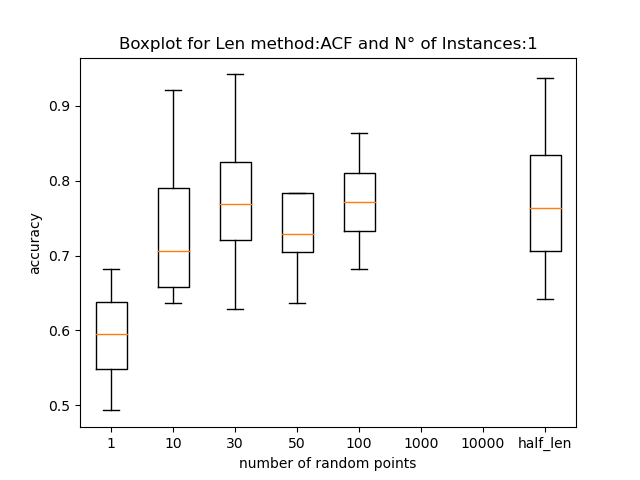 Boxplot for Len method:ACF and N° of Instances:1
accuracy
0.9
0.8
0.7
0.6
0.5
1 10 30 50 100 1000 10000 half_len
number of random points